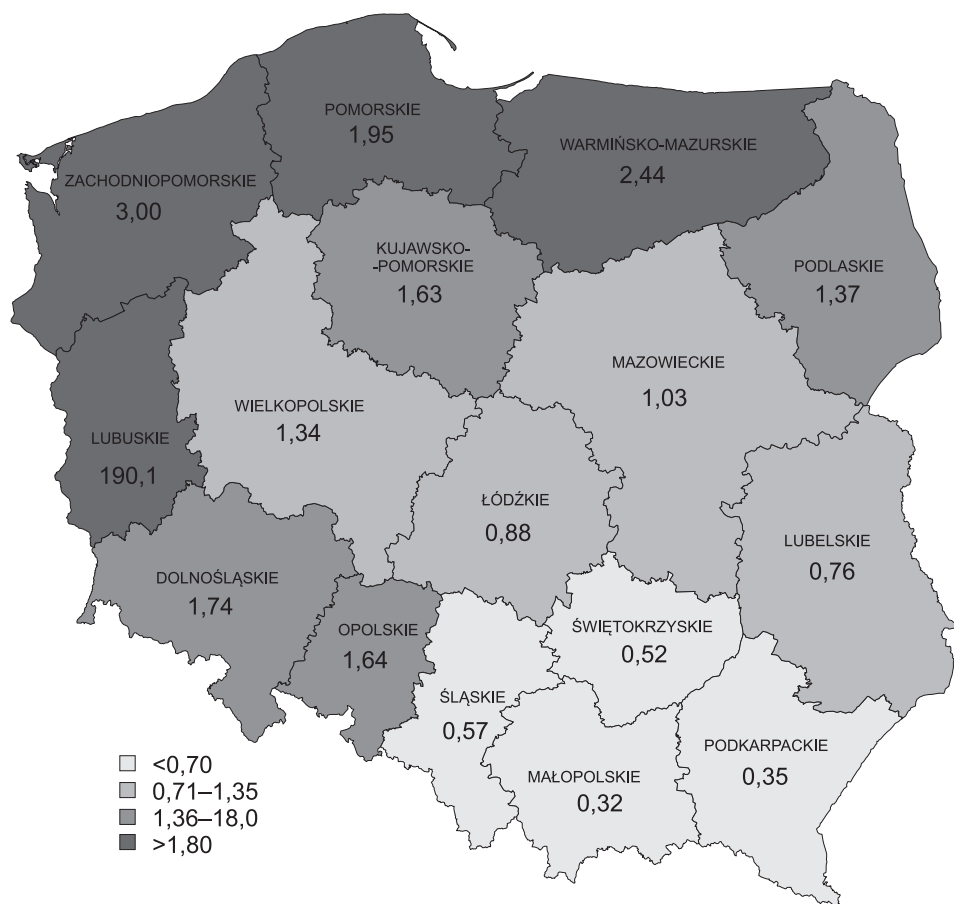 POMORSKIE
1,95
WARMIŃSKO-MAZURSKIE
2,44
ZACHODNIOPOMORSKIE
3,00
KUJAWSKO-
-POMORSKIE
1,63
PODLASKIE
1,37
MAZOWIECKIE
1,03
WIELKOPOLSKIE
1,34
LUBUSKIE
190,1
ŁÓDŹKIE
0,88
LUBELSKIE
0,76
DOLNOŚLĄSKIE
1,74
OPOLSKIE
1,64
ŚWIĘTOKRZYSKIE
0,52
ŚLĄSKIE
0,57
PODKARPACKIE
0,35
MAŁOPOLSKIE
0,32
<0,70
0,71–1,35
1,36–18,0
>1,80